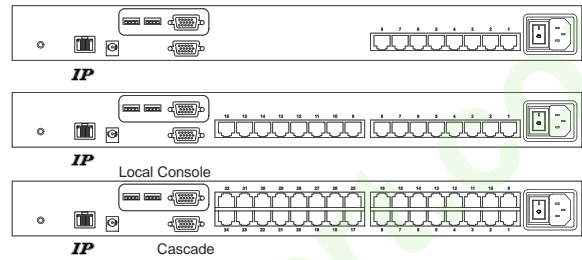 8 7 6 5 4 3 2 1
IP
16 15 14 13 12 11 10 9 8 7 6 5 4 3 2 1
IP
Local Console
32 31 30 29 28 27 26 25 16 15 14 13 12 11 10 9
24 23 22 21 20 19 18 17 8 7 6 5 4 3 2 1
IP
Cascade